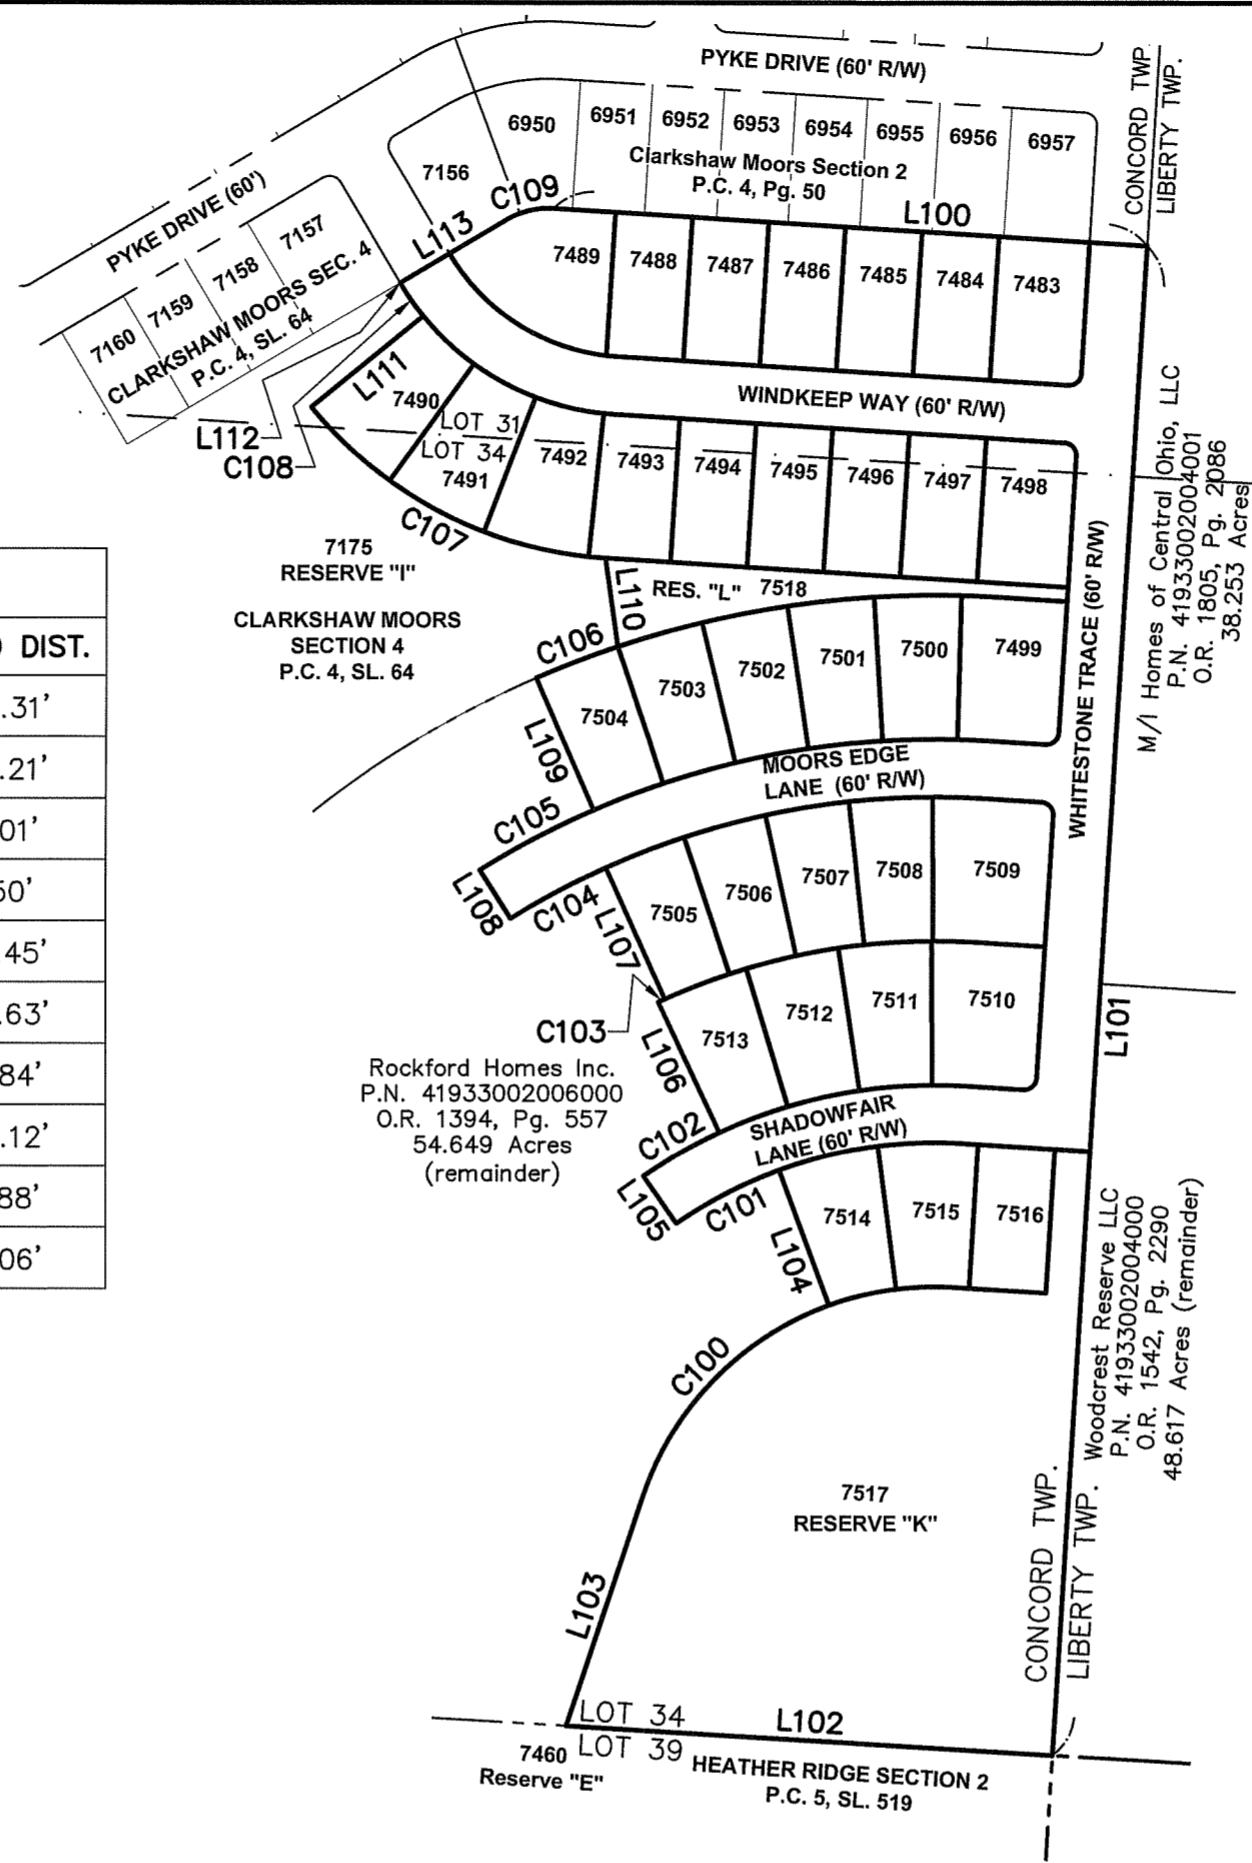 PYKE DRIVE (60' R/W)
CONCORD TWP.
LIBERTY TWP.
6950
6951
6952
6953
6954
6955
6956
6957
Clarkshaw Moors Section 2
P.C. 4, Pg. 50
7156
C109
L100
L113
PYKE DRIVE (60')
7157
7158
7159
7160
CLARKSHAW MOORS SEC. 4
P.C. 4, SL. 64
7489
7488
7487
7486
7485
7484
7483
WINDKEEP WAY (60' R/W)
L111
7490
LOT 31
LOT 34
7491
L112
C108
7492
7493
7494
7495
7496
7497
7498
C107
M/I Homes of Central Ohio, LLC
P.N. 41933002004001
O.R. 1805, Pg. 2086
38.253 Acres
7175
RESERVE "I"
CLARKSHAW MOORS
SECTION 4
P.C. 4, SL. 64
RES. "L" 7518
L110
C106
WHITESTONE TRACE (60' R/W)
7504
7503
7502
7501
7500
7499
L109
MOORS EDGE
LANE (60' R/W)
C105
L108
C104
L107
7505
7506
7507
7508
7509
C103
L106
7513
7512
7511
7510
L101
Rockford Homes Inc.
P.N. 41933002006000
O.R. 1394, Pg. 557
54.649 Acres
(remainder)
C102
SHADOWFAIR
LANE (60' R/W)
L105
C101
L104
7514
7515
7516
Woodcrest Reserve LLC
P.N. 41933002004000
O.R. 1542, Pg. 2290
48.617 Acres (remainder)
C100
7517
RESERVE "K"
L103
CONCORD TWP.
LIBERTY TWP.
LOT 34
L102
LOT 39
7460
Reserve "E"
HEATHER RIDGE SECTION 2
P.C. 5, SL. 519
DIST.
.31'
.21'
01'
50'
45'
.63'
84'
.12'
88'
06'